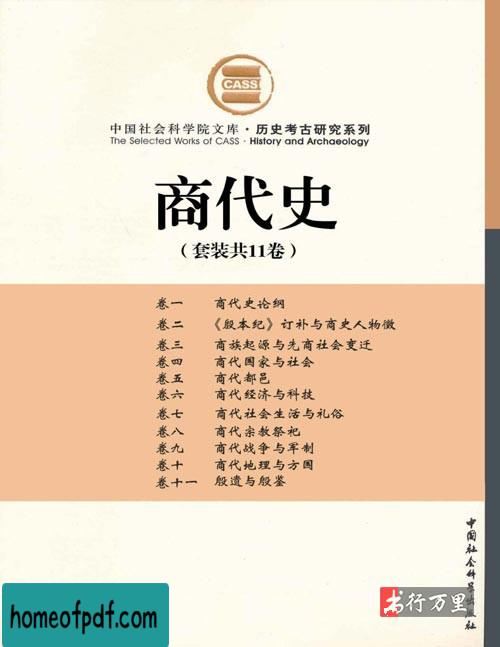 CASS
中国社会科学院文库·历史考古研究系列
The Selected Works of CASS · History and Archaeology
商代史
(套装共11卷)
卷一 商代史论纲
卷二 《殷本纪》订补与商史人物徵
卷三 商族起源与先商社会变迁
卷四 商代国家与社会
卷五 商代都邑
卷六 商代经济与科技
卷七 商代社会生活与礼俗
卷八 商代宗教祭祀
卷九 商代战争与军制
卷十 商代地理与方国
卷十一 殷遗与殷鉴
中国社会科学出版社
书行万里
homeofpdf.com